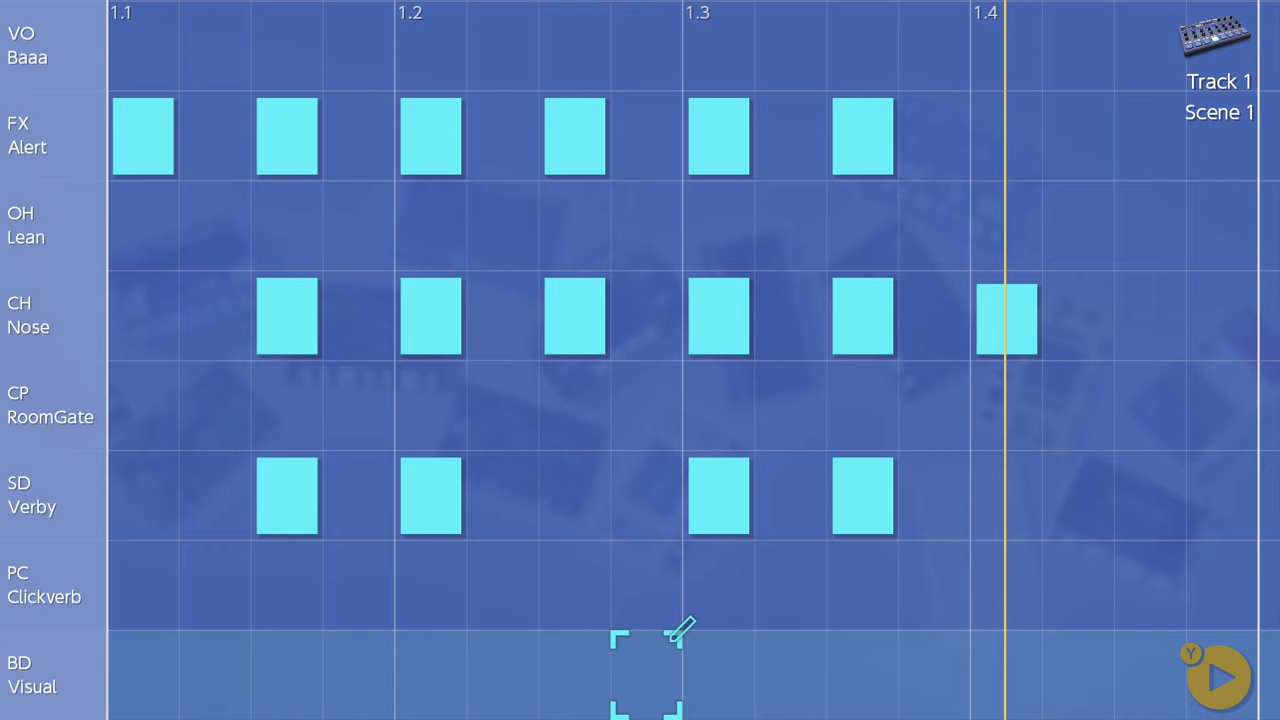 1.1 1.2 1.3 1.4
VO
Baaa
Track 1
Scene 1
FX
Alert
OH
Lean
CH
Nose
CP
RoomGate
SD
Verby
PC
Clickverb
BD
Visual
Y